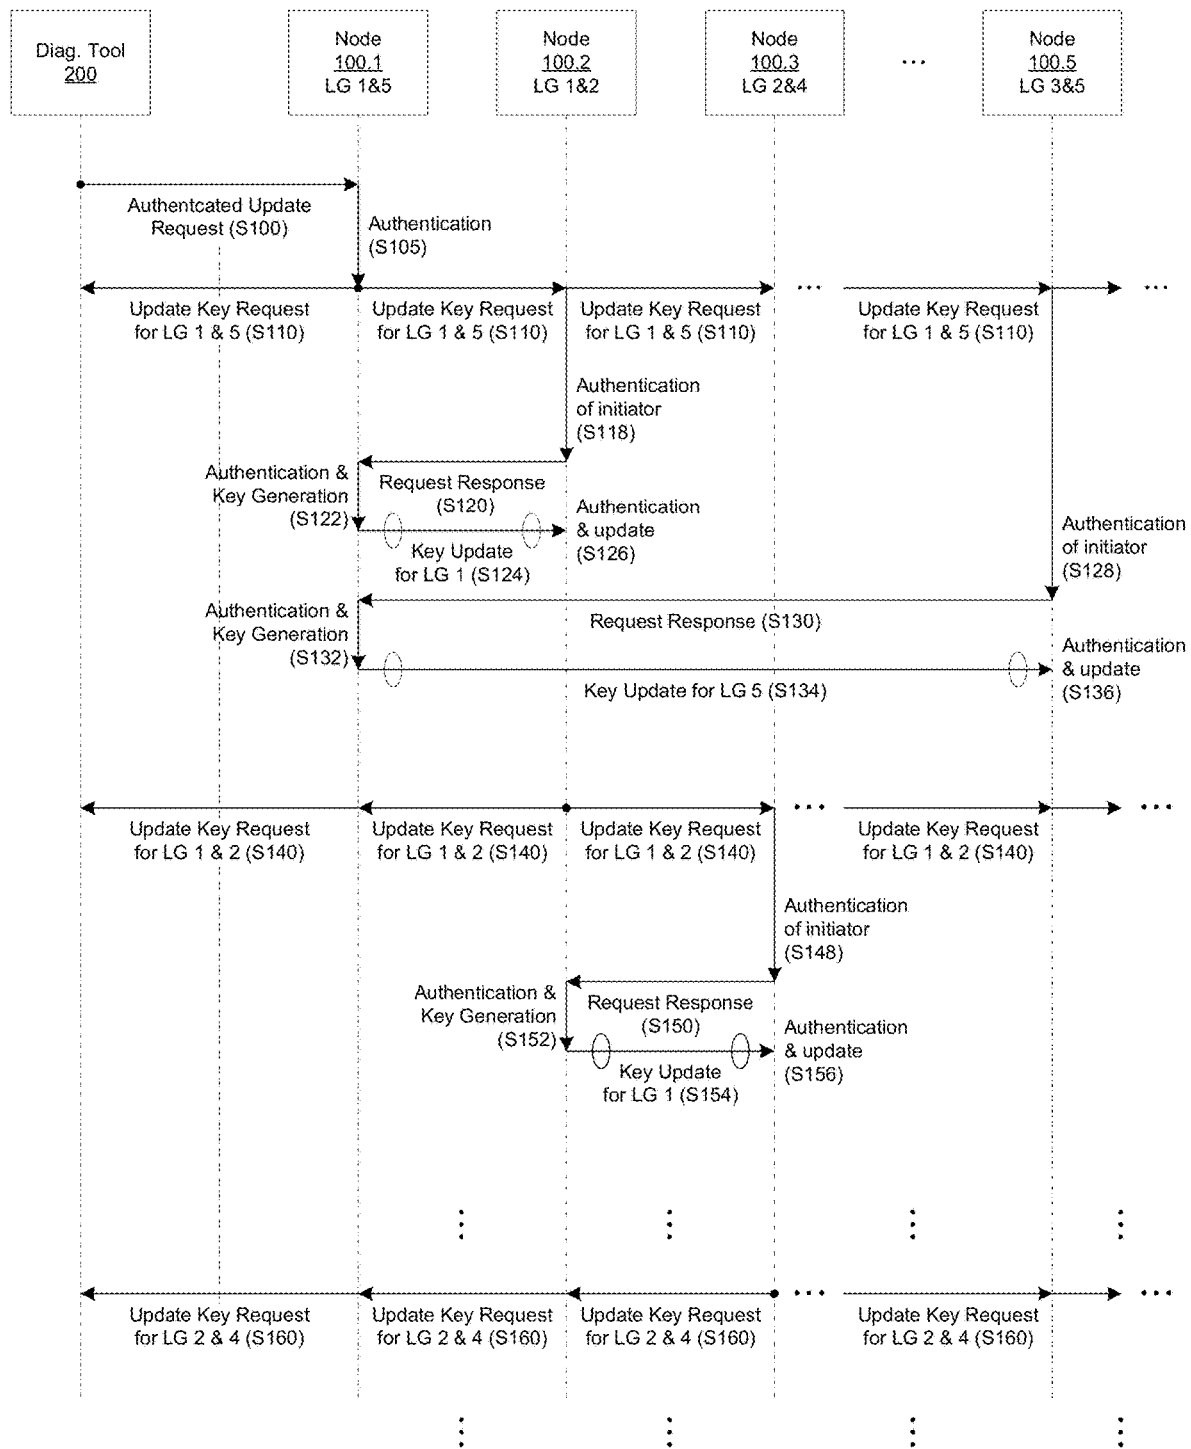 Diag. Tool
200
Node
100.1
LG 1&5
Node
100.2
LG 1&2
Node
100.3
LG 2&4
...
Node
100.5
LG 3&5
Authentcated Update
Request (S100)
Authentication
(S105)
Update Key Request
for LG 1 & 5 (S110)
Update Key Request
for LG 1 & 5 (S110)
Update Key Request
for LG 1 & 5 (S110)
Update Key Request
for LG 1 & 5 (S110)
Authentication
of initiator
(S118)
Authentication &
Key Generation
(S122)
Request Response
(S120)
Authentication
& update
(S126)
Key Update
for LG 1 (S124)
Authentication
of initiator
(S128)
Authentication &
Key Generation
(S132)
Request Response (S130)
Authentication
& update
(S136)
Key Update for LG 5 (S134)
Update Key Request
for LG 1 & 2 (S140)
Update Key Request
for LG 1 & 2 (S140)
Update Key Request
for LG 1 & 2 (S140)
Update Key Request
for LG 1 & 2 (S140)
Authentication
of initiator
(S148)
Authentication &
Key Generation
(S152)
Request Response
(S150)
Authentication
& update
(S156)
Key Update
for LG 1 (S154)
Update Key Request
for LG 2 & 4 (S160)
Update Key Request
for LG 2 & 4 (S160)
Update Key Request
for LG 2 & 4 (S160)
Update Key Request
for LG 2 & 4 (S160)